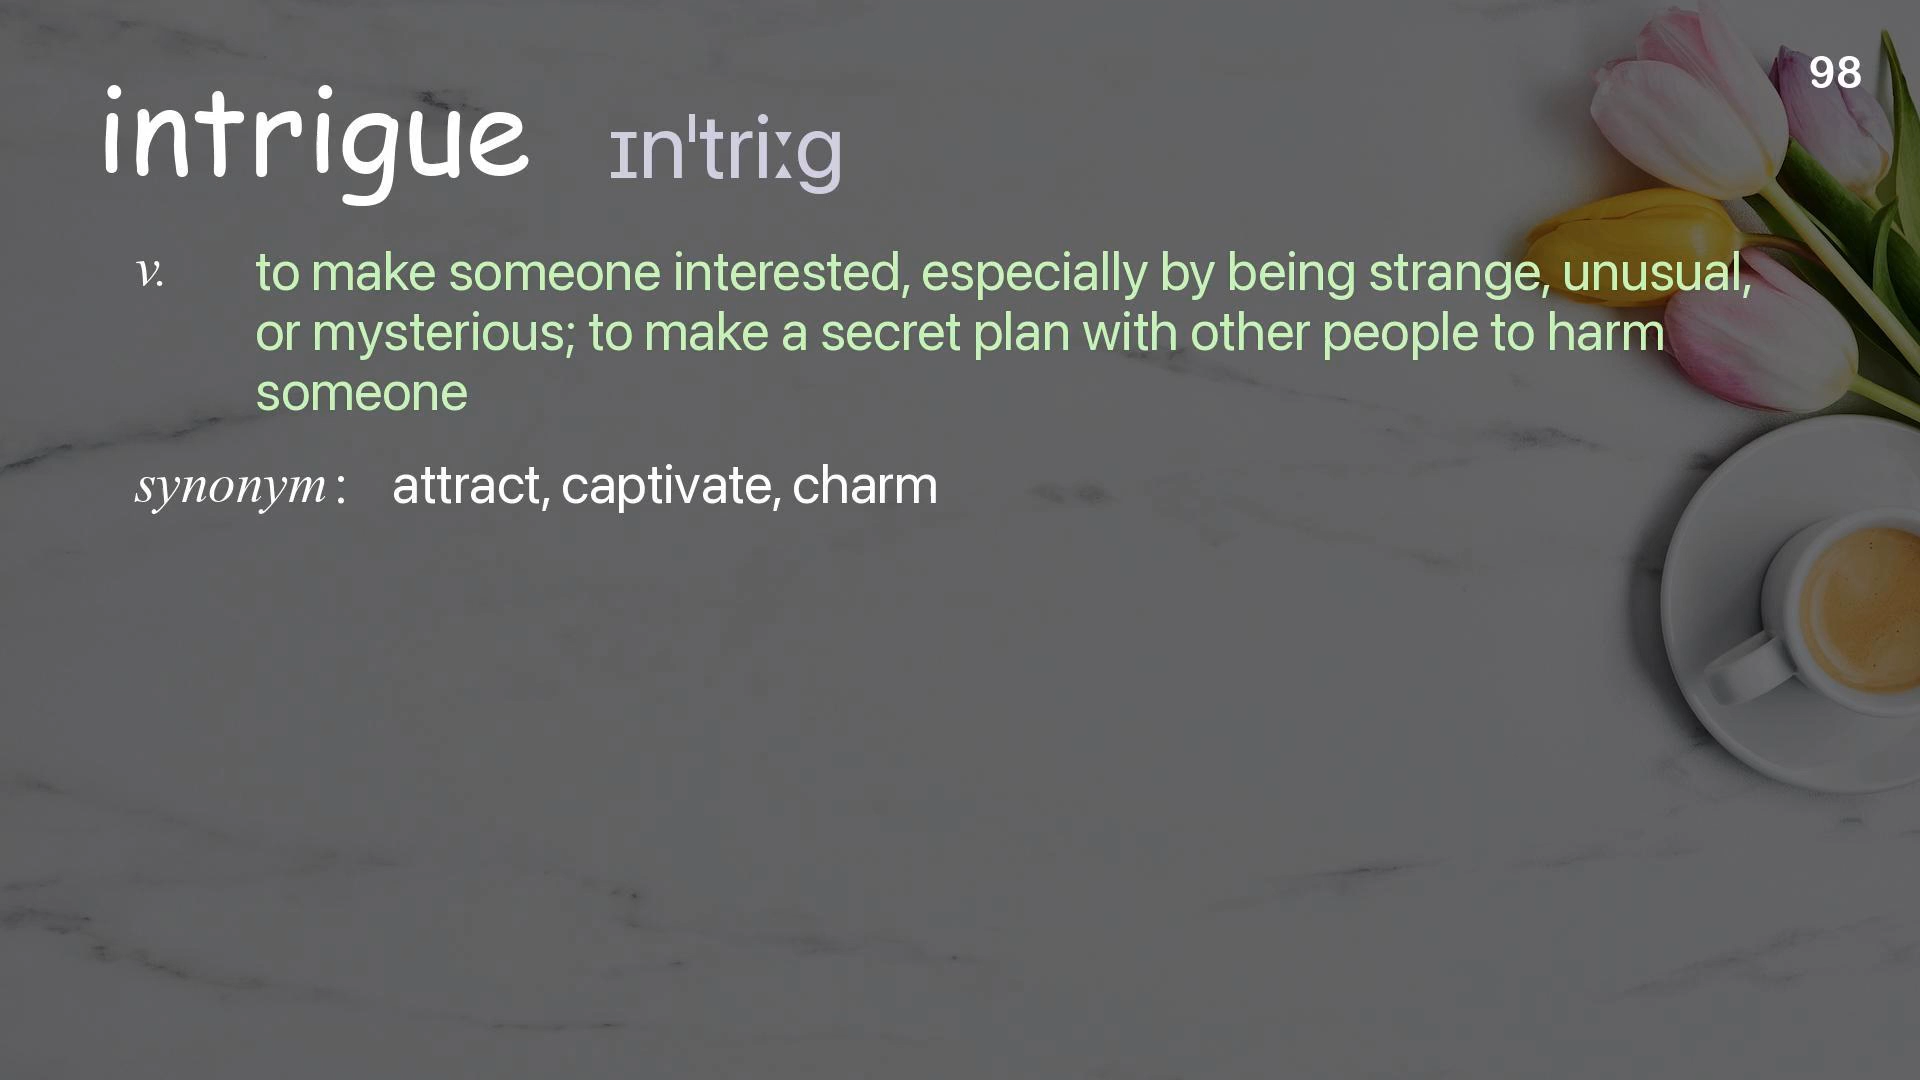 98
intrigue ɪnˈtriːg
v. to make someone interested, especially by being strange, unusual,
or mysterious; to make a secret plan with other people to harm
someone
synonym : attract, captivate, charm